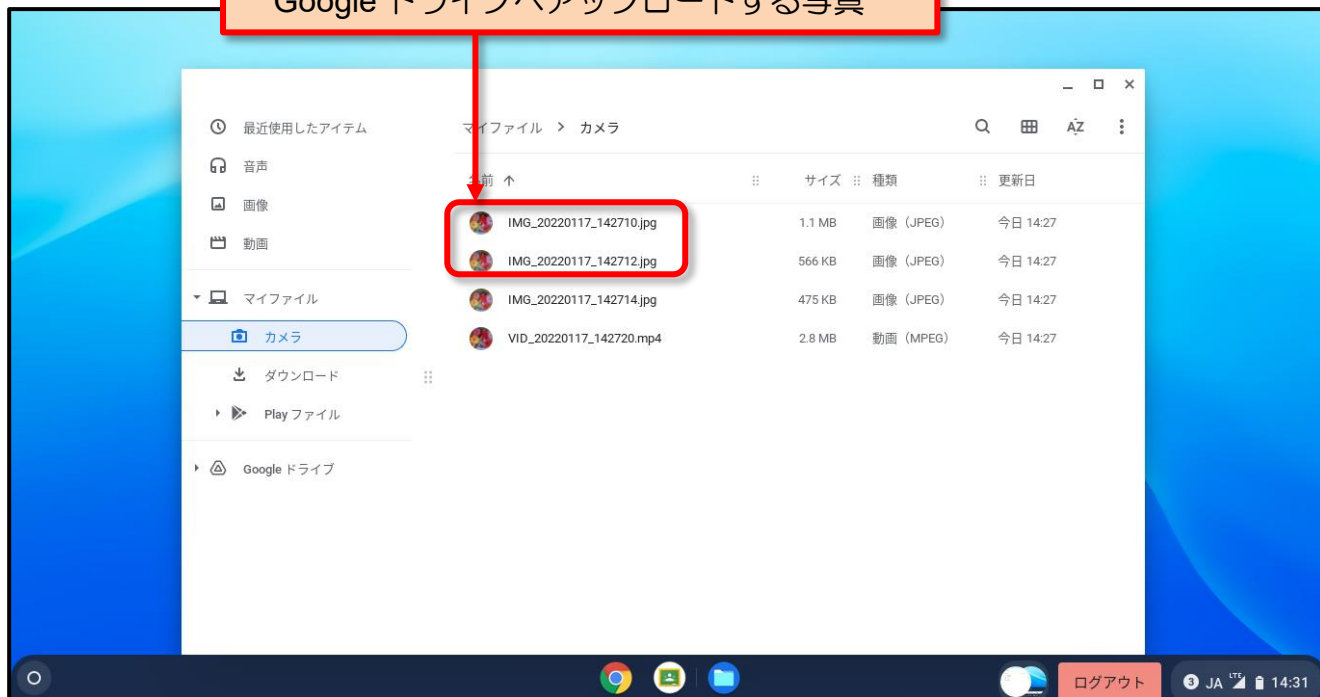 Google ドライブへアップロードする写真
最近使用したアイテム
音声
画像
動画
マイファイル
カメラ
ダウンロード
Play ファイル
Google ドライブ
マイファイル > カメラ
AZ
名前 サイズ 種類 更新日
IMG_20220117_142710.jpg 1.1 MB 画像（JPEG） 今日 14:27
IMG_20220117_142712.jpg 566 KB 画像（JPEG） 今日 14:27
IMG_20220117_142714.jpg 475 KB 画像（JPEG） 今日 14:27
VID_20220117_142720.mp4 2.8 MB 動画（MPEG） 今日 14:27
ログアウト
3 JA LTE 14:31